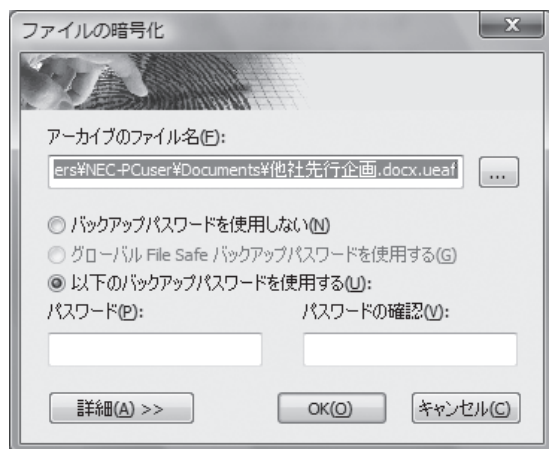 ファイルの暗号化
アーカイブのファイル名(F):
ers¥NEC-PCuser¥Documents¥他社先行企画.docx.ueaf
...
バックアップパスワードを使用しない(N)
グローバル File Safe バックアップパスワードを使用する(G)
以下のバックアップパスワードを使用する(U):
パスワード(P): パスワードの確認(V):
詳細(A) >> OK(O) キャンセル(C)